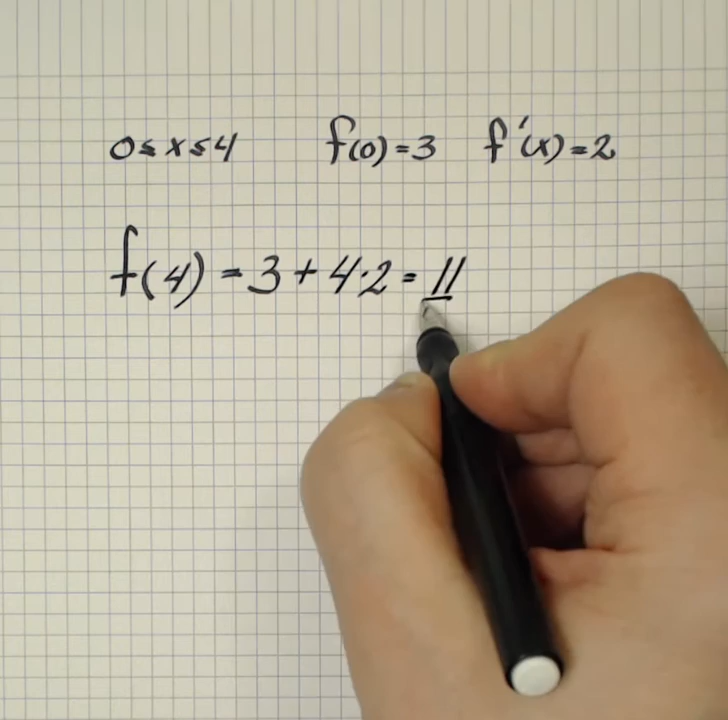 0 ≤ x ≤ 4 f(0) = 3 f'(x) = 2
f(4) = 3 + 4·2 = 11